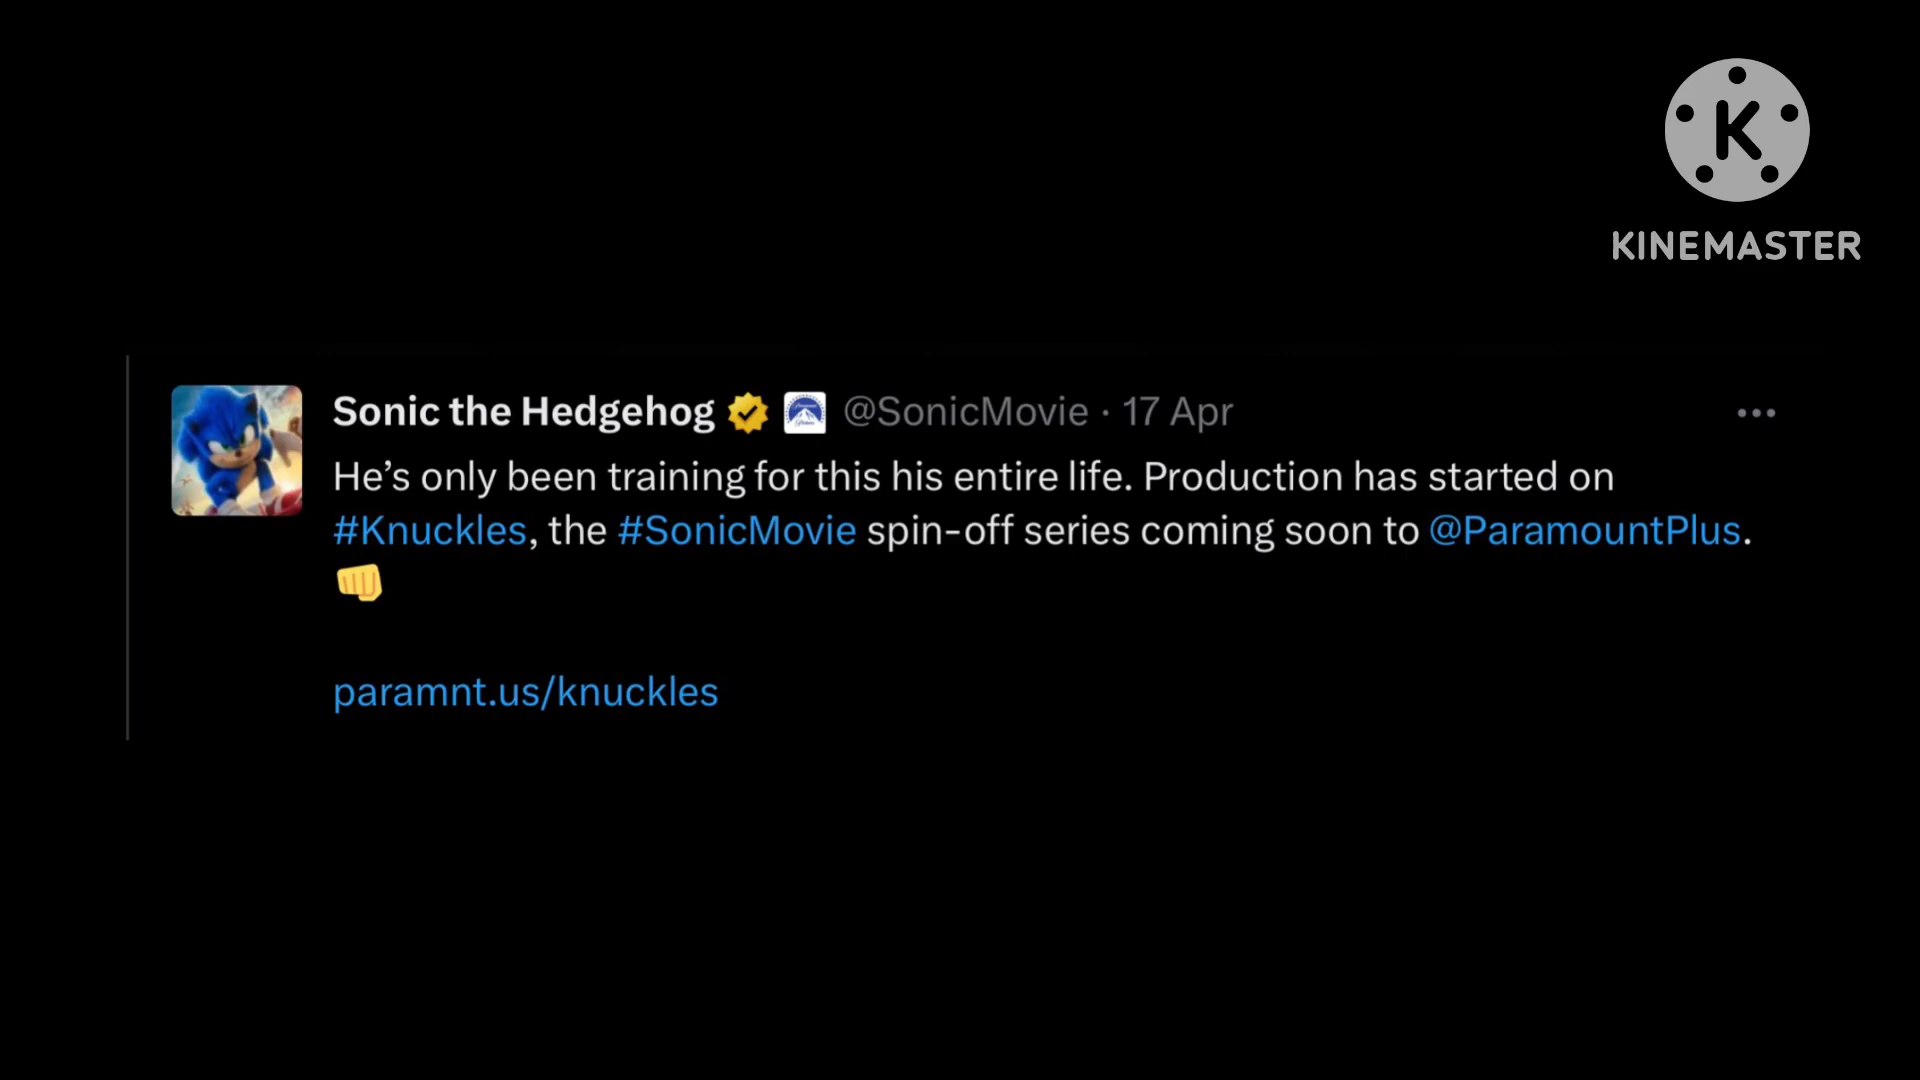 K
KINEMASTER
Sonic the Hedgehog @SonicMovie · 17 Apr
He’s only been training for this his entire life. Production has started on
#Knuckles, the #SonicMovie spin-off series coming soon to @ParamountPlus.
👊
paramnt.us/knuckles